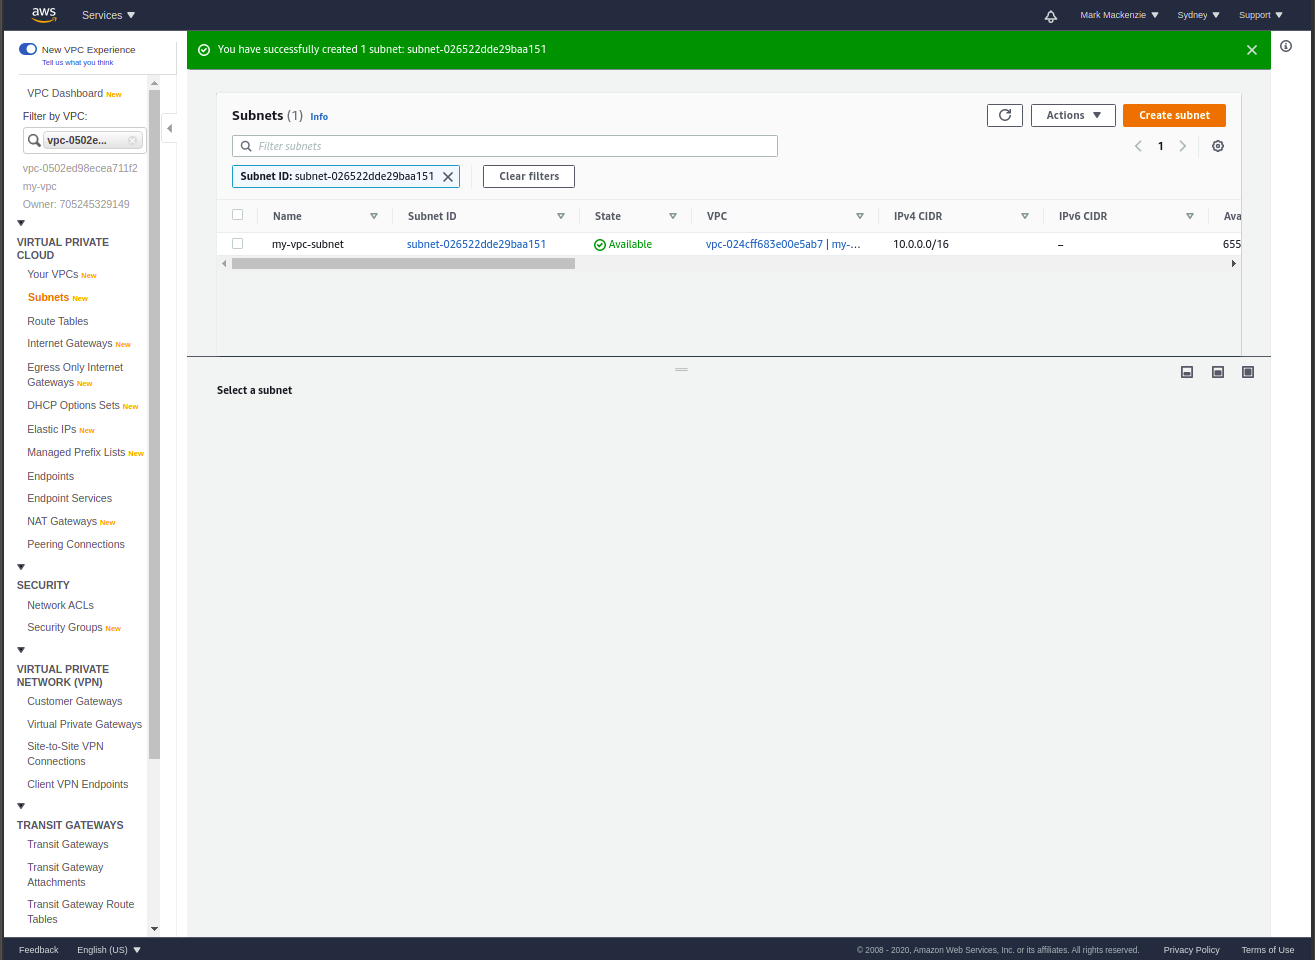 aws
Services
Mark Mackenzie
Sydney
Support
New VPC Experience
Tell us what you think
VPC Dashboard New
Filter by VPC:
vpc-0502e...
vpc-0502ed98ecea711f2
my-vpc
Owner: 705245329149
VIRTUAL PRIVATE
CLOUD
Your VPCs New
Subnets New
Route Tables
Internet Gateways New
Egress Only Internet
Gateways New
DHCP Options Sets New
Elastic IPs New
Managed Prefix Lists New
Endpoints
Endpoint Services
NAT Gateways New
Peering Connections
SECURITY
Network ACLs
Security Groups New
VIRTUAL PRIVATE
NETWORK (VPN)
Customer Gateways
Virtual Private Gateways
Site-to-Site VPN
Connections
Client VPN Endpoints
TRANSIT GATEWAYS
Transit Gateways
Transit Gateway
Attachments
Transit Gateway Route
Tables
You have successfully created 1 subnet: subnet-026522dde29baa151
Subnets (1) Info
Actions
Create subnet
Filter subnets
1
Subnet ID: subnet-026522dde29baa151
Clear filters
Name Subnet ID State VPC IPv4 CIDR IPv6 CIDR Ava
my-vpc-subnet subnet-026522dde29baa151 Available vpc-024cff683e00e5ab7 | my-... 10.0.0.0/16 – 655
Select a subnet
Feedback
English (US)
© 2008 - 2020, Amazon Web Services, Inc. or its affiliates. All rights reserved.
Privacy Policy
Terms of Use